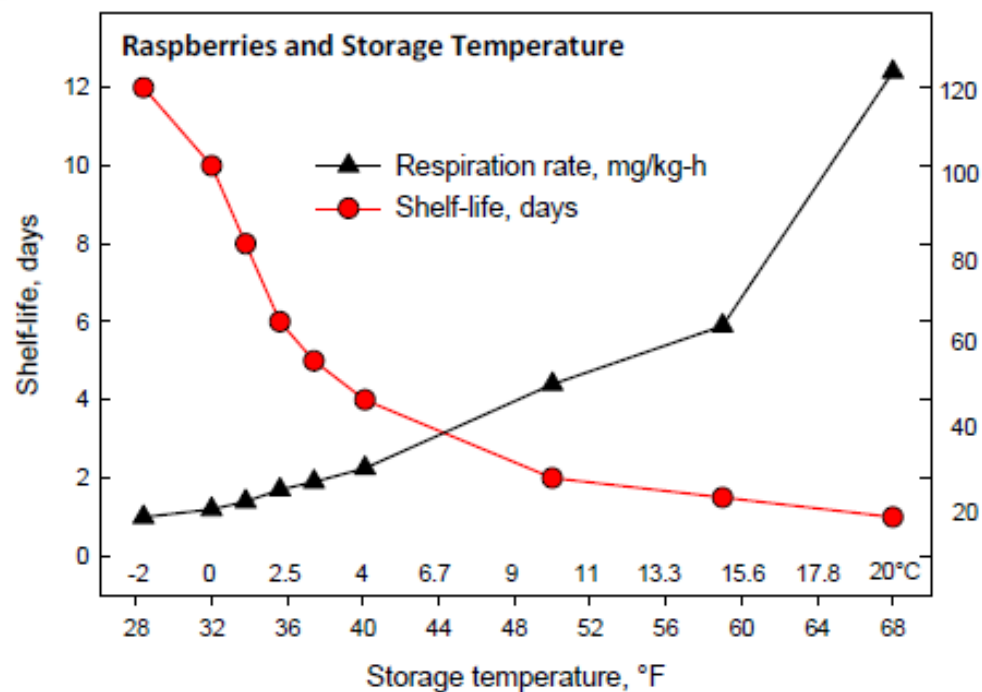 Raspberries and Storage Temperature
Respiration rate, mg/kg-h
Shelf-life, days
Shelf-life, days
12
10
8
6
4
2
0
120
100
80
60
40
20
-2 0 2.5 4 6.7 9 11 13.3 15.6 17.8 20°C
28 32 36 40 44 48 52 56 60 64 68
Storage temperature, °F